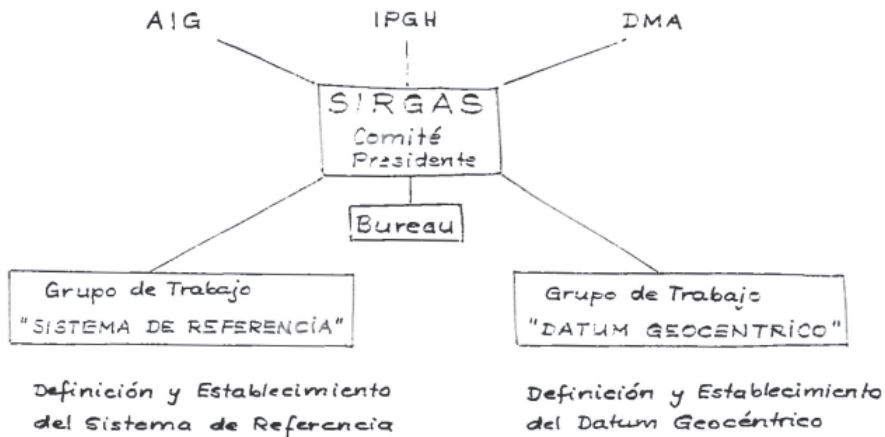 AIG IPGH DMA
SIRGAS
Comité
Presidente
Bureau
Grupo de Trabajo
"SISTEMA DE REFERENCIA"
Grupo de Trabajo
"DATUM GEOCENTRICO"
Definición y Establecimiento
del Sistema de Referencia
Definición y Establecimiento
del Datum Geocéntrico